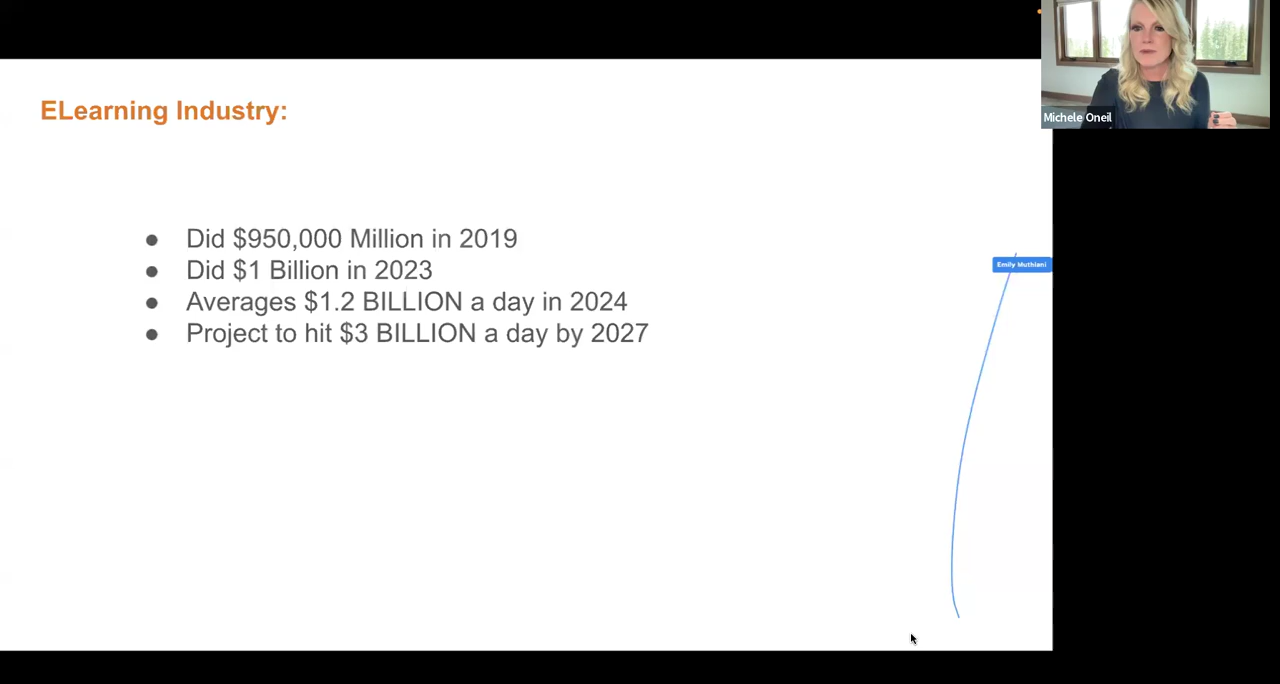 ELearning Industry:
Michele Oneil
● Did $950,000 Million in 2019
● Did $1 Billion in 2023
● Averages $1.2 BILLION a day in 2024
● Project to hit $3 BILLION a day by 2027
Emily Muthiani